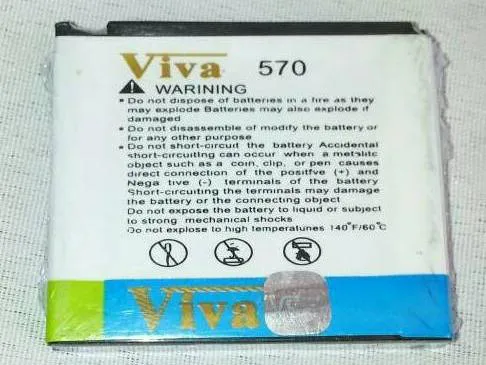 Viva 570
WARNING
• Do not dispose of batteries in a fire as they
may explode Batteries may also explode if
damaged
• Do not disassemble of modify the battery or
for any other purpose
• Do not short-circuit the battery Accidental
short-circuiting can occur when a metallic
object such as a coin, clip, or pen causes
direction connection of the positive (+) and
Nega tive (-) terminals of the battery
Short-circuiting the terminals may damage
the battery or the connecting object
Do not expose the battery to liquid or subject
to strong mechanical shocks
Do not explose to high temperatures 140°F/60°C
Viva